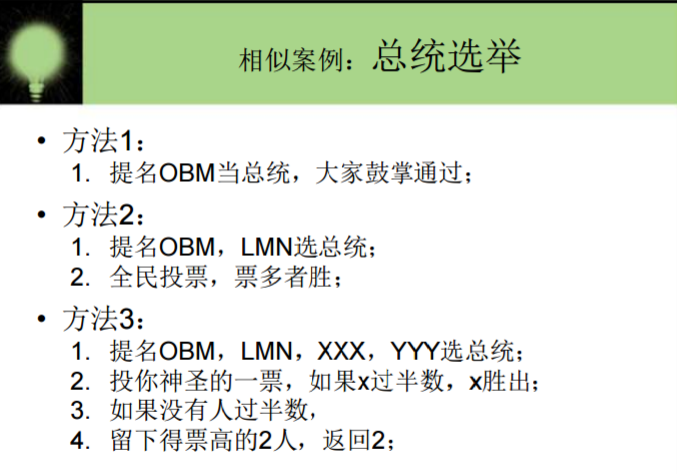 相似案例：总统选举
• 方法1：
1. 提名OBM当总统，大家鼓掌通过；
• 方法2：
1. 提名OBM，LMN选总统；
2. 全民投票，票多者胜；
• 方法3：
1. 提名OBM，LMN，XXX，YYY选总统；
2. 投你神圣的一票，如果x过半数，x胜出；
3. 如果没有人过半数，
4. 留下得票高的2人，返回2；